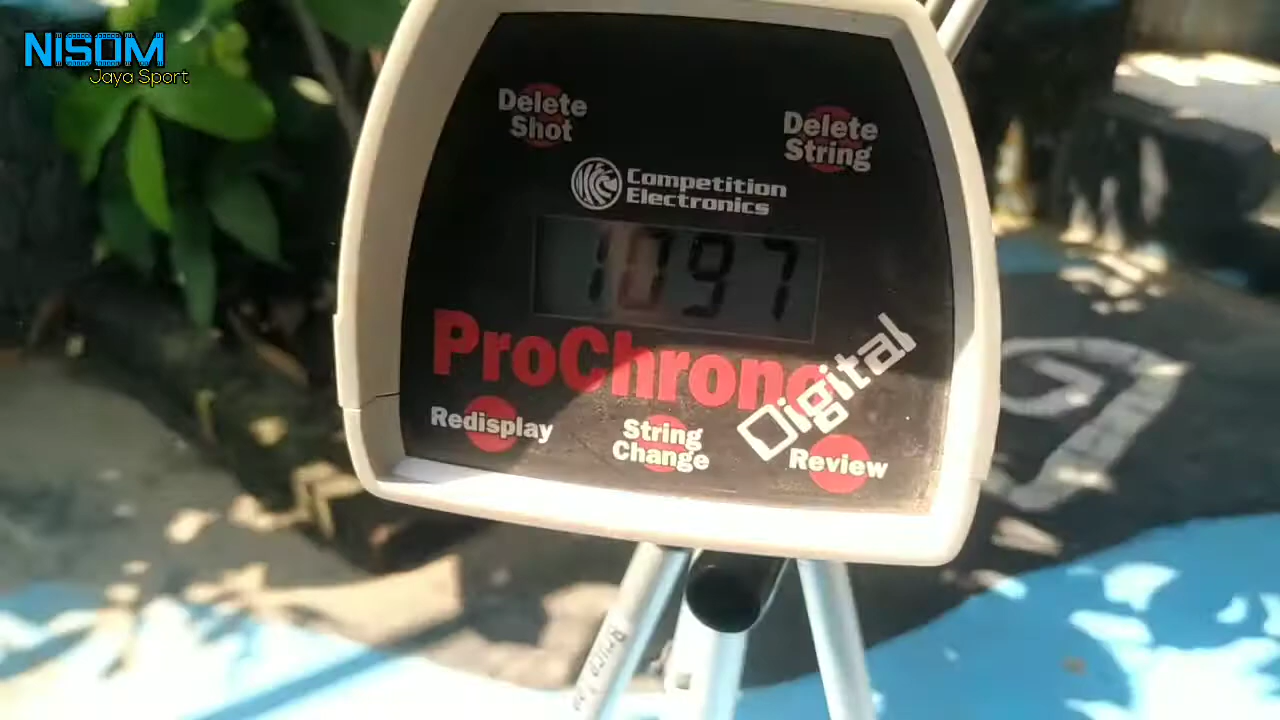 NISOM
Jaya Sport
Delete
Shot
Delete
String
Competition
Electronics
1097
ProChrono
Digital
Redisplay
String
Change
Review